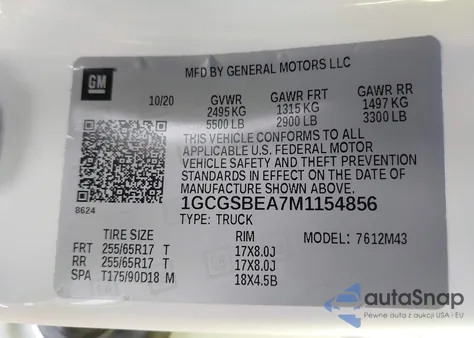 GM
MFD BY GENERAL MOTORS LLC
10/20 GVWR GAWR FRT GAWR RR
2495 KG 1315 KG 1497 KG
5500 LB 2900 LB 3300 LB
THIS VEHICLE CONFORMS TO ALL
APPLICABLE U.S. FEDERAL MOTOR
VEHICLE SAFETY AND THEFT PREVENTION
STANDARDS IN EFFECT ON THE DATE
OF MANUFACTURE SHOWN ABOVE.
8624
1GCGSBEA7M1154856
TYPE: TRUCK
TIRE SIZE RIM MODEL: 7612M43
FRT 255/65R17 T 17X8.0J
RR 255/65R17 T 17X8.0J
SPA T175/90D18 M 18X4.5B
autoSnap
Pewne auta z aukcji USA i EU